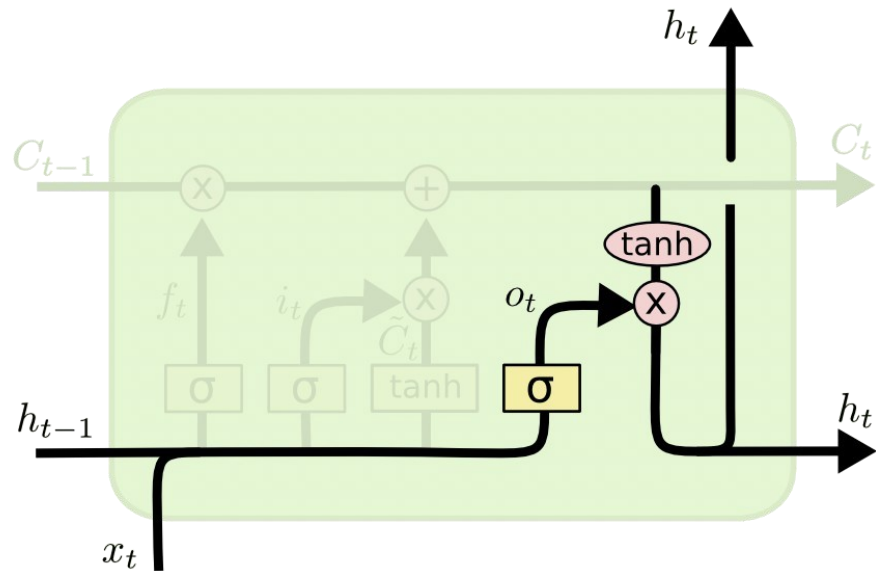 h_t
C_{t-1}
C_t
x
+
tanh
f_t
i_t
x
o_t
x
C̃_t
σ
σ
tanh
σ
h_{t-1}
h_t
x_t